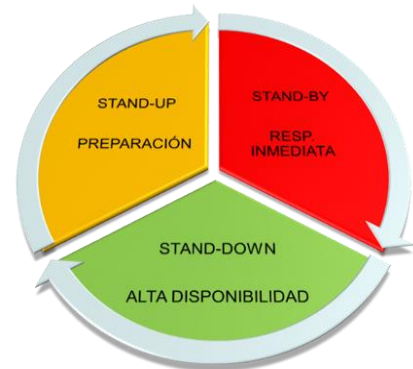 STAND-UP
PREPARACIÓN
STAND-BY
RESP.
INMEDIATA
STAND-DOWN
ALTA DISPONIBILIDAD